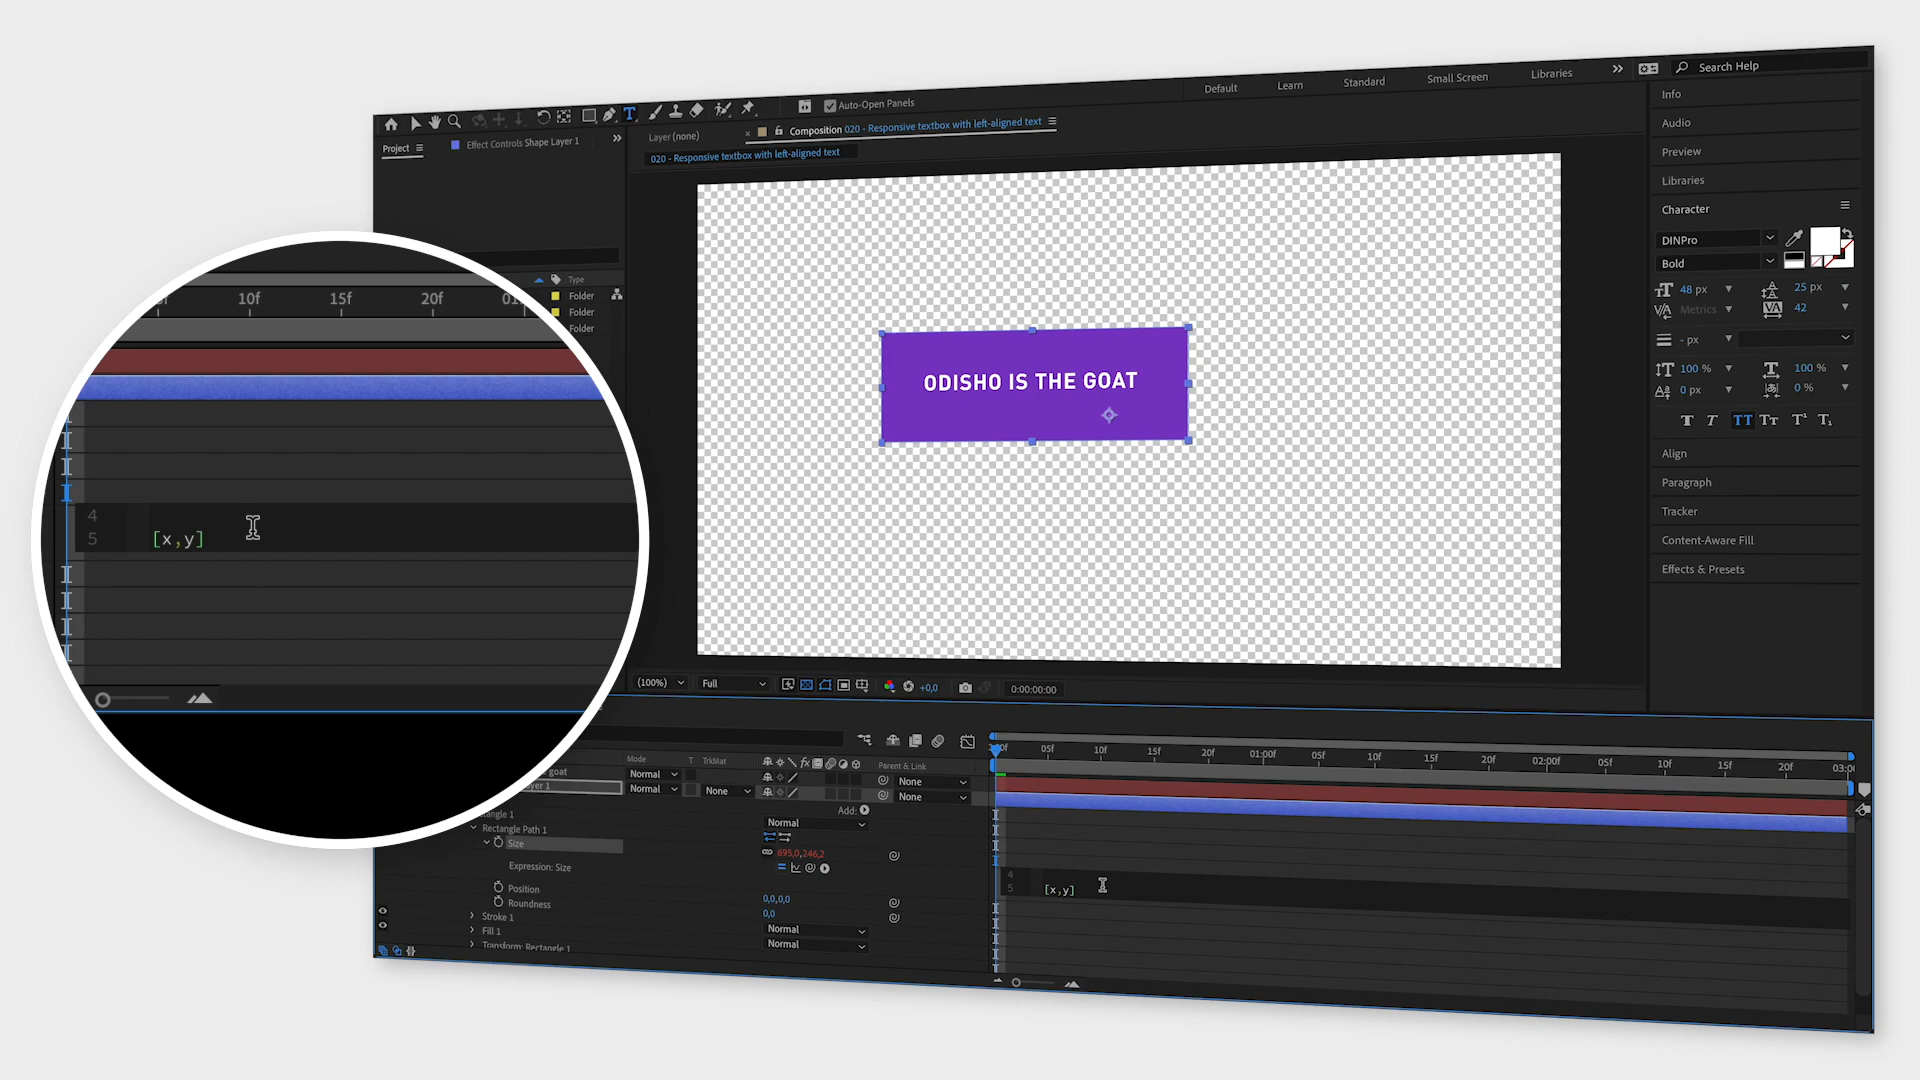 Default
Learn
Standard
Small Screen
Libraries
Search Help
Auto-Open Panels
Project
Effect Controls Shape Layer 1
Layer (none)
Composition 020 - Responsive textbox with left-aligned text
020 - Responsive textbox with left-aligned text
Info
Audio
Preview
Libraries
Character
DINPro
Bold
48 px
25 px
Metrics
42
- px
100 %
100 %
0 px
0 %
Align
Paragraph
Tracker
Content-Aware Fill
Effects & Presets
Type
Folder
Folder
Folder
ODISHO IS THE GOAT
10f
15f
20f
4
5
[x,y]
(100%)
Full
+0,0
0:00:00:00
Mode
T
TrkMat
Parent & Link
goat
Normal
None
Normal
None
None
Add:
Normal
Rectangle Path 1
Size
695,0,246,2
Expression: Size
Position
0,0,0,0
Roundness
0,0
Stroke 1
Normal
Fill 1
Normal
Transform: Rectangle 1
05f
10f
15f
20f
01:00f
05f
10f
15f
20f
02:00f
05f
10f
15f
20f
4
5
[x,y]